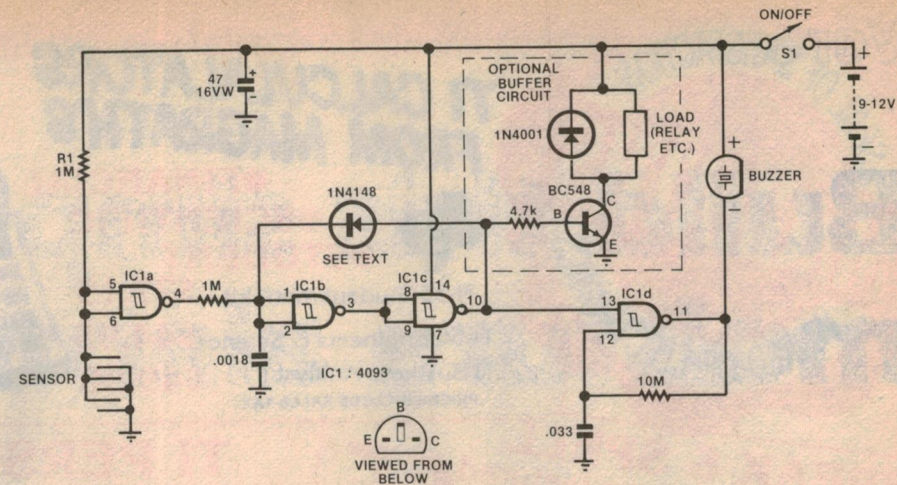 ON/OFF
S1
+
9-12V
−
47
16VW
+
−
OPTIONAL
BUFFER
CIRCUIT
1N4001
LOAD
(RELAY
ETC.)
BC548
C
B
E
4.7k
+
BUZZER
−
R1
1M
1N4148
SEE TEXT
IC1a
5
6
4
1M
IC1b
1
2
3
IC1c
8
9
14
10
7
IC1d
13
12
11
.0018
IC1 : 4093
10M
.033
SENSOR
B
E
C
VIEWED FROM
BELOW